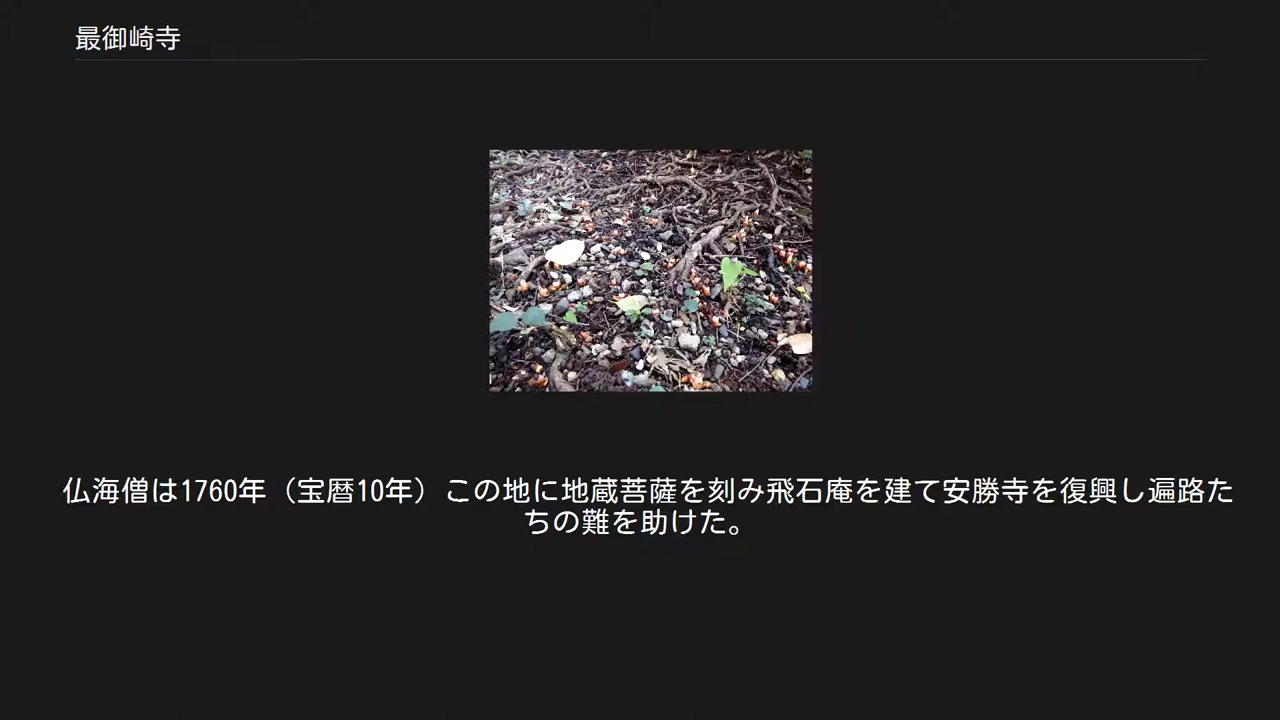 最御崎寺
仏海僧は1760年（宝暦10年）この地に地蔵菩薩を刻み飛石庵を建て安勝寺を復興し遍路た
ちの難を助けた。